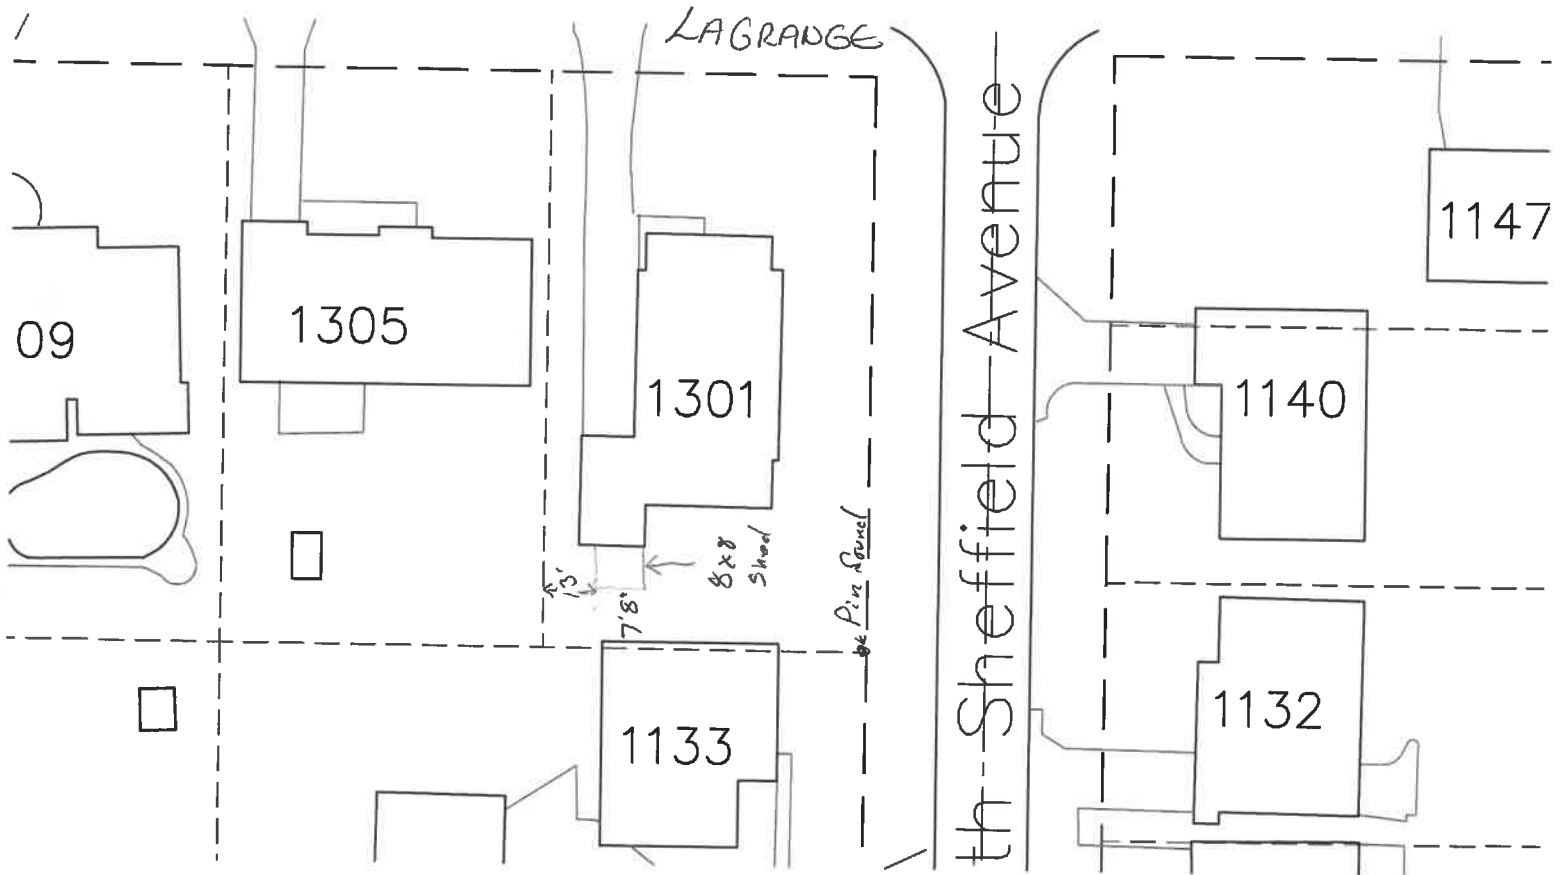 LAGRANGE
1147
09
1305
1301
1140
th Sheffield Avenue
8x8
Shed
13'
7'8"
Pin found
1133
1132